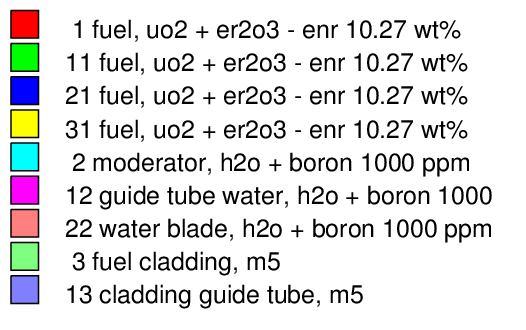 1 fuel, uo2 + er2o3 - enr 10.27 wt%
11 fuel, uo2 + er2o3 - enr 10.27 wt%
21 fuel, uo2 + er2o3 - enr 10.27 wt%
31 fuel, uo2 + er2o3 - enr 10.27 wt%
2 moderator, h2o + boron 1000 ppm
12 guide tube water, h2o + boron 1000
22 water blade, h2o + boron 1000 ppm
3 fuel cladding, m5
13 cladding guide tube, m5